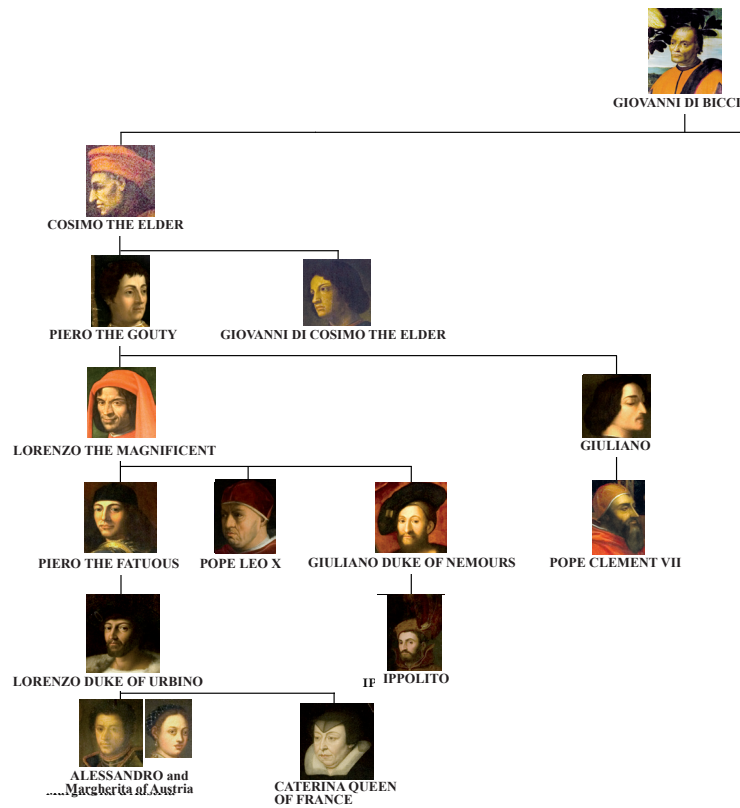 GIOVANNI DI BICCI
COSIMO THE ELDER
PIERO THE GOUTY
GIOVANNI DI COSIMO THE ELDER
LORENZO THE MAGNIFICENT
GIULIANO
PIERO THE FATUOUS
POPE LEO X
GIULIANO DUKE OF NEMOURS
POPE CLEMENT VII
LORENZO DUKE OF URBINO
IPPOLITO
ALESSANDRO and
Margherita of Austria
CATERINA QUEEN
OF FRANCE